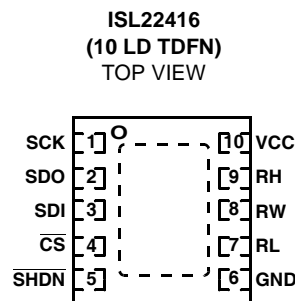 ISL22416
(10 LD TDFN)
TOP VIEW
SCK 1 O 10 VCC
SDO 2 9 RH
SDI 3 8 RW
CS 4 7 RL
SHDN 5 6 GND